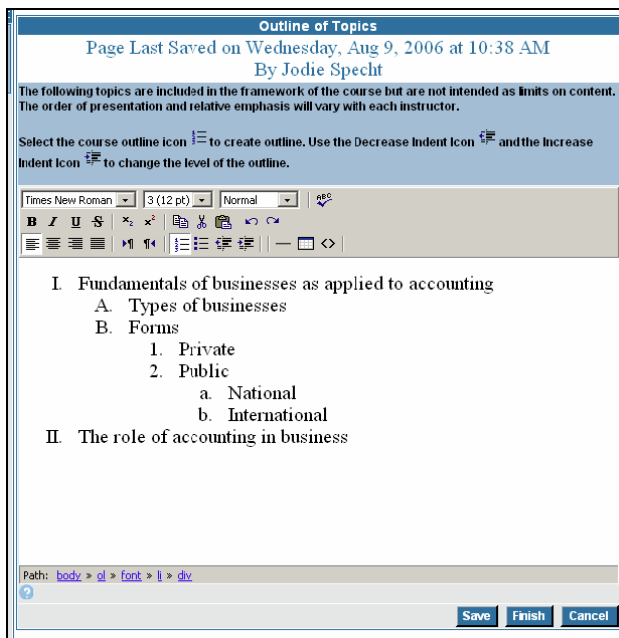 Outline of Topics
Page Last Saved on Wednesday, Aug 9, 2006 at 10:38 AM
By Jodie Specht
The following topics are included in the framework of the course but are not intended as limits on content.
The order of presentation and relative emphasis will vary with each instructor.
Select the course outline icon to create outline. Use the Decrease Indent Icon and the Increase
Indent Icon to change the level of the outline.
Times New Roman 3 (12 pt) Normal ABC
B I U S x₂ x²
I. Fundamentals of businesses as applied to accounting
A. Types of businesses
B. Forms
1. Private
2. Public
a. National
b. International
II. The role of accounting in business
Path: body » ol » font » li » div
?
Save Finish Cancel